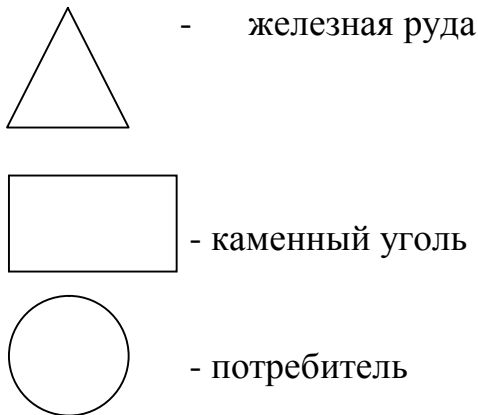 - железная руда
- каменный уголь
- потребитель